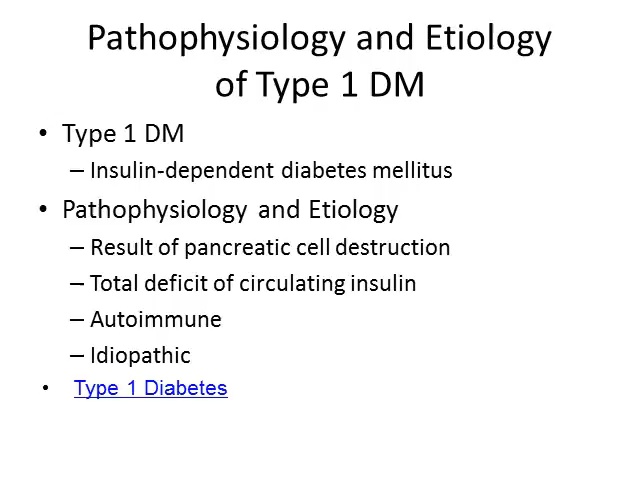 Pathophysiology and Etiology
of Type 1 DM
• Type 1 DM
– Insulin-dependent diabetes mellitus
• Pathophysiology and Etiology
– Result of pancreatic cell destruction
– Total deficit of circulating insulin
– Autoimmune
– Idiopathic
• Type 1 Diabetes